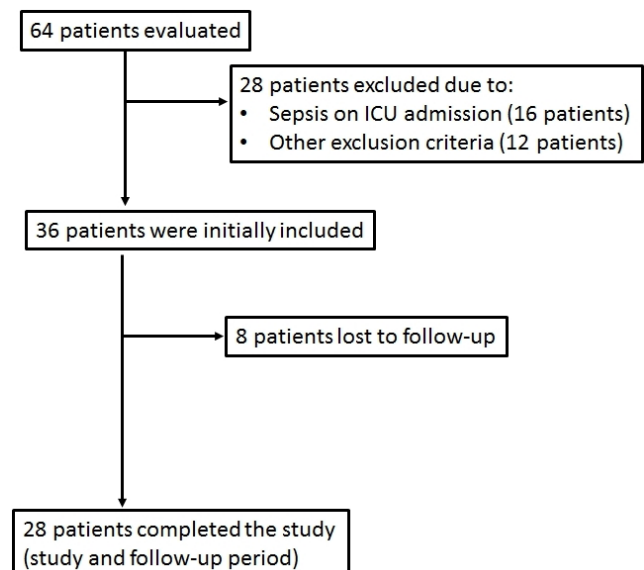 64 patients evaluated
28 patients excluded due to:
• Sepsis on ICU admission (16 patients)
• Other exclusion criteria (12 patients)
36 patients were initially included
8 patients lost to follow-up
28 patients completed the study
(study and follow-up period)